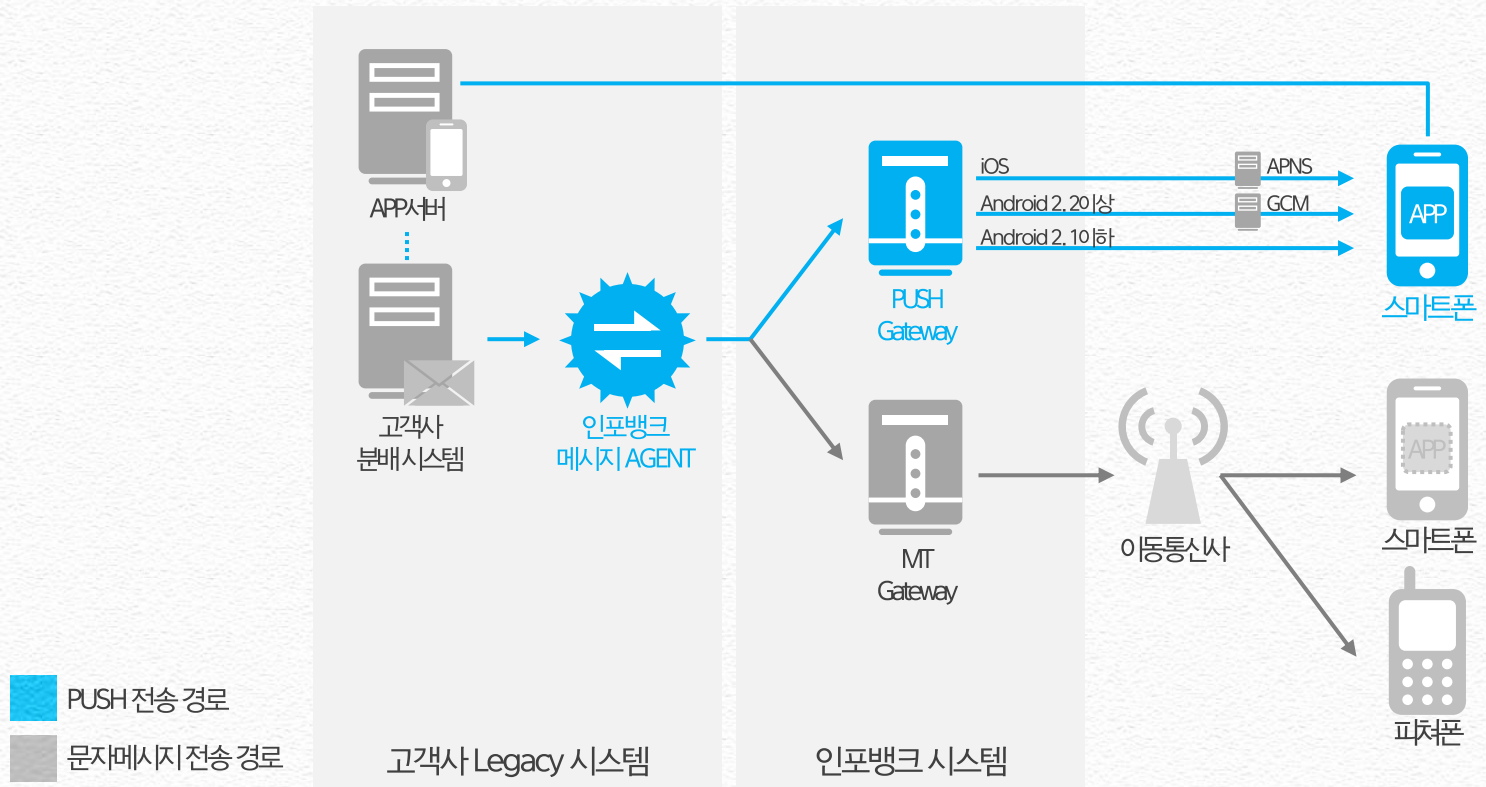 APP서버
고객사
분배시스템
인포뱅크
메시지 AGENT
고객사 Legacy 시스템
PUSH
Gateway
MT
Gateway
인포뱅크 시스템
iOS
APNS
Android 2.2이상
GCM
Android 2.1이하
APP
스마트폰
이동통신사
APP
스마트폰
피쳐폰
PUSH 전송 경로
문자메시지 전송 경로